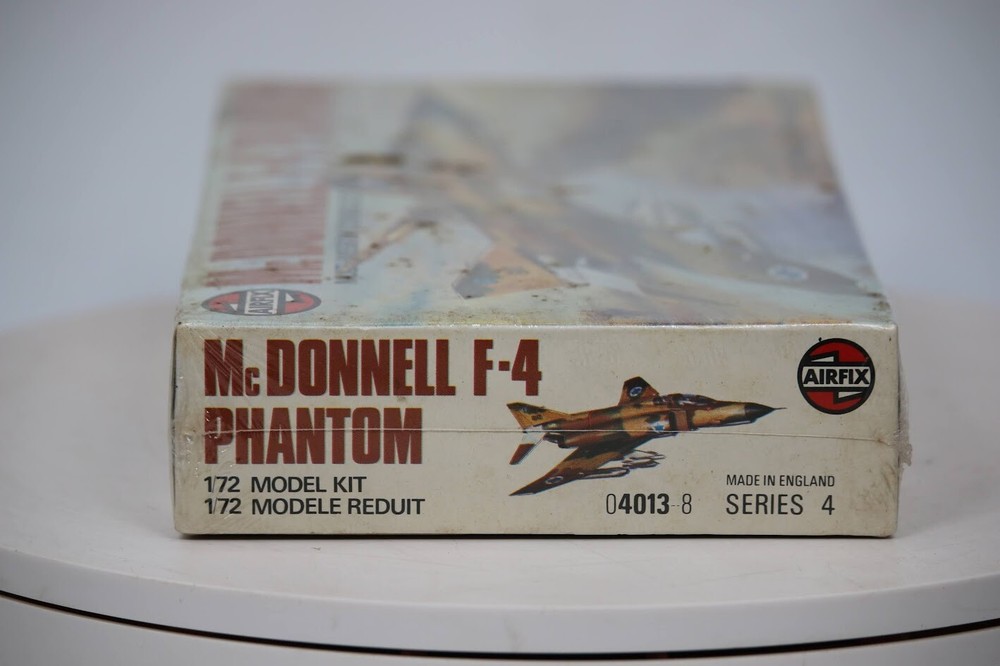 AIRFIX
McDONNELL F-4
PHANTOM
1/72 MODEL KIT
1/72 MODELE REDUIT
04013-8
MADE IN ENGLAND
SERIES 4
AIRFIX